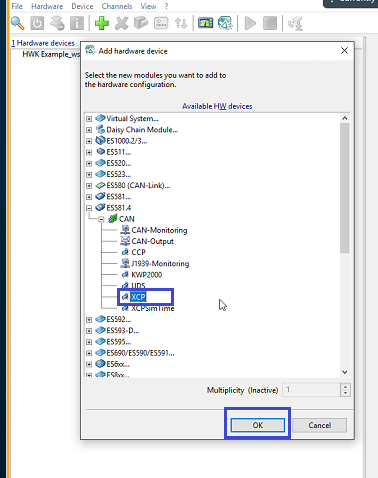 Currently
File Hardware Device Channels View ?
1 Hardware devices
HWK Example_ws
Add hardware device
Select the new modules you want to add to
the hardware configuration.
Available HW devices
Virtual System...
Daisy Chain Module...
ES1000.2/3...
ES511...
ES520...
ES523...
ES580 (CAN-Link)...
ES581...
ES581.4
CAN
CAN-Monitoring
CAN-Output
CCP
J1939-Monitoring
KWP2000
UDS
XCP
XCPSimTime
ES592...
ES593-D...
ES595...
ES690/ES590/ES591...
ES6xx...
ES8xx...
Multiplicity (Inactive) 1
OK Cancel